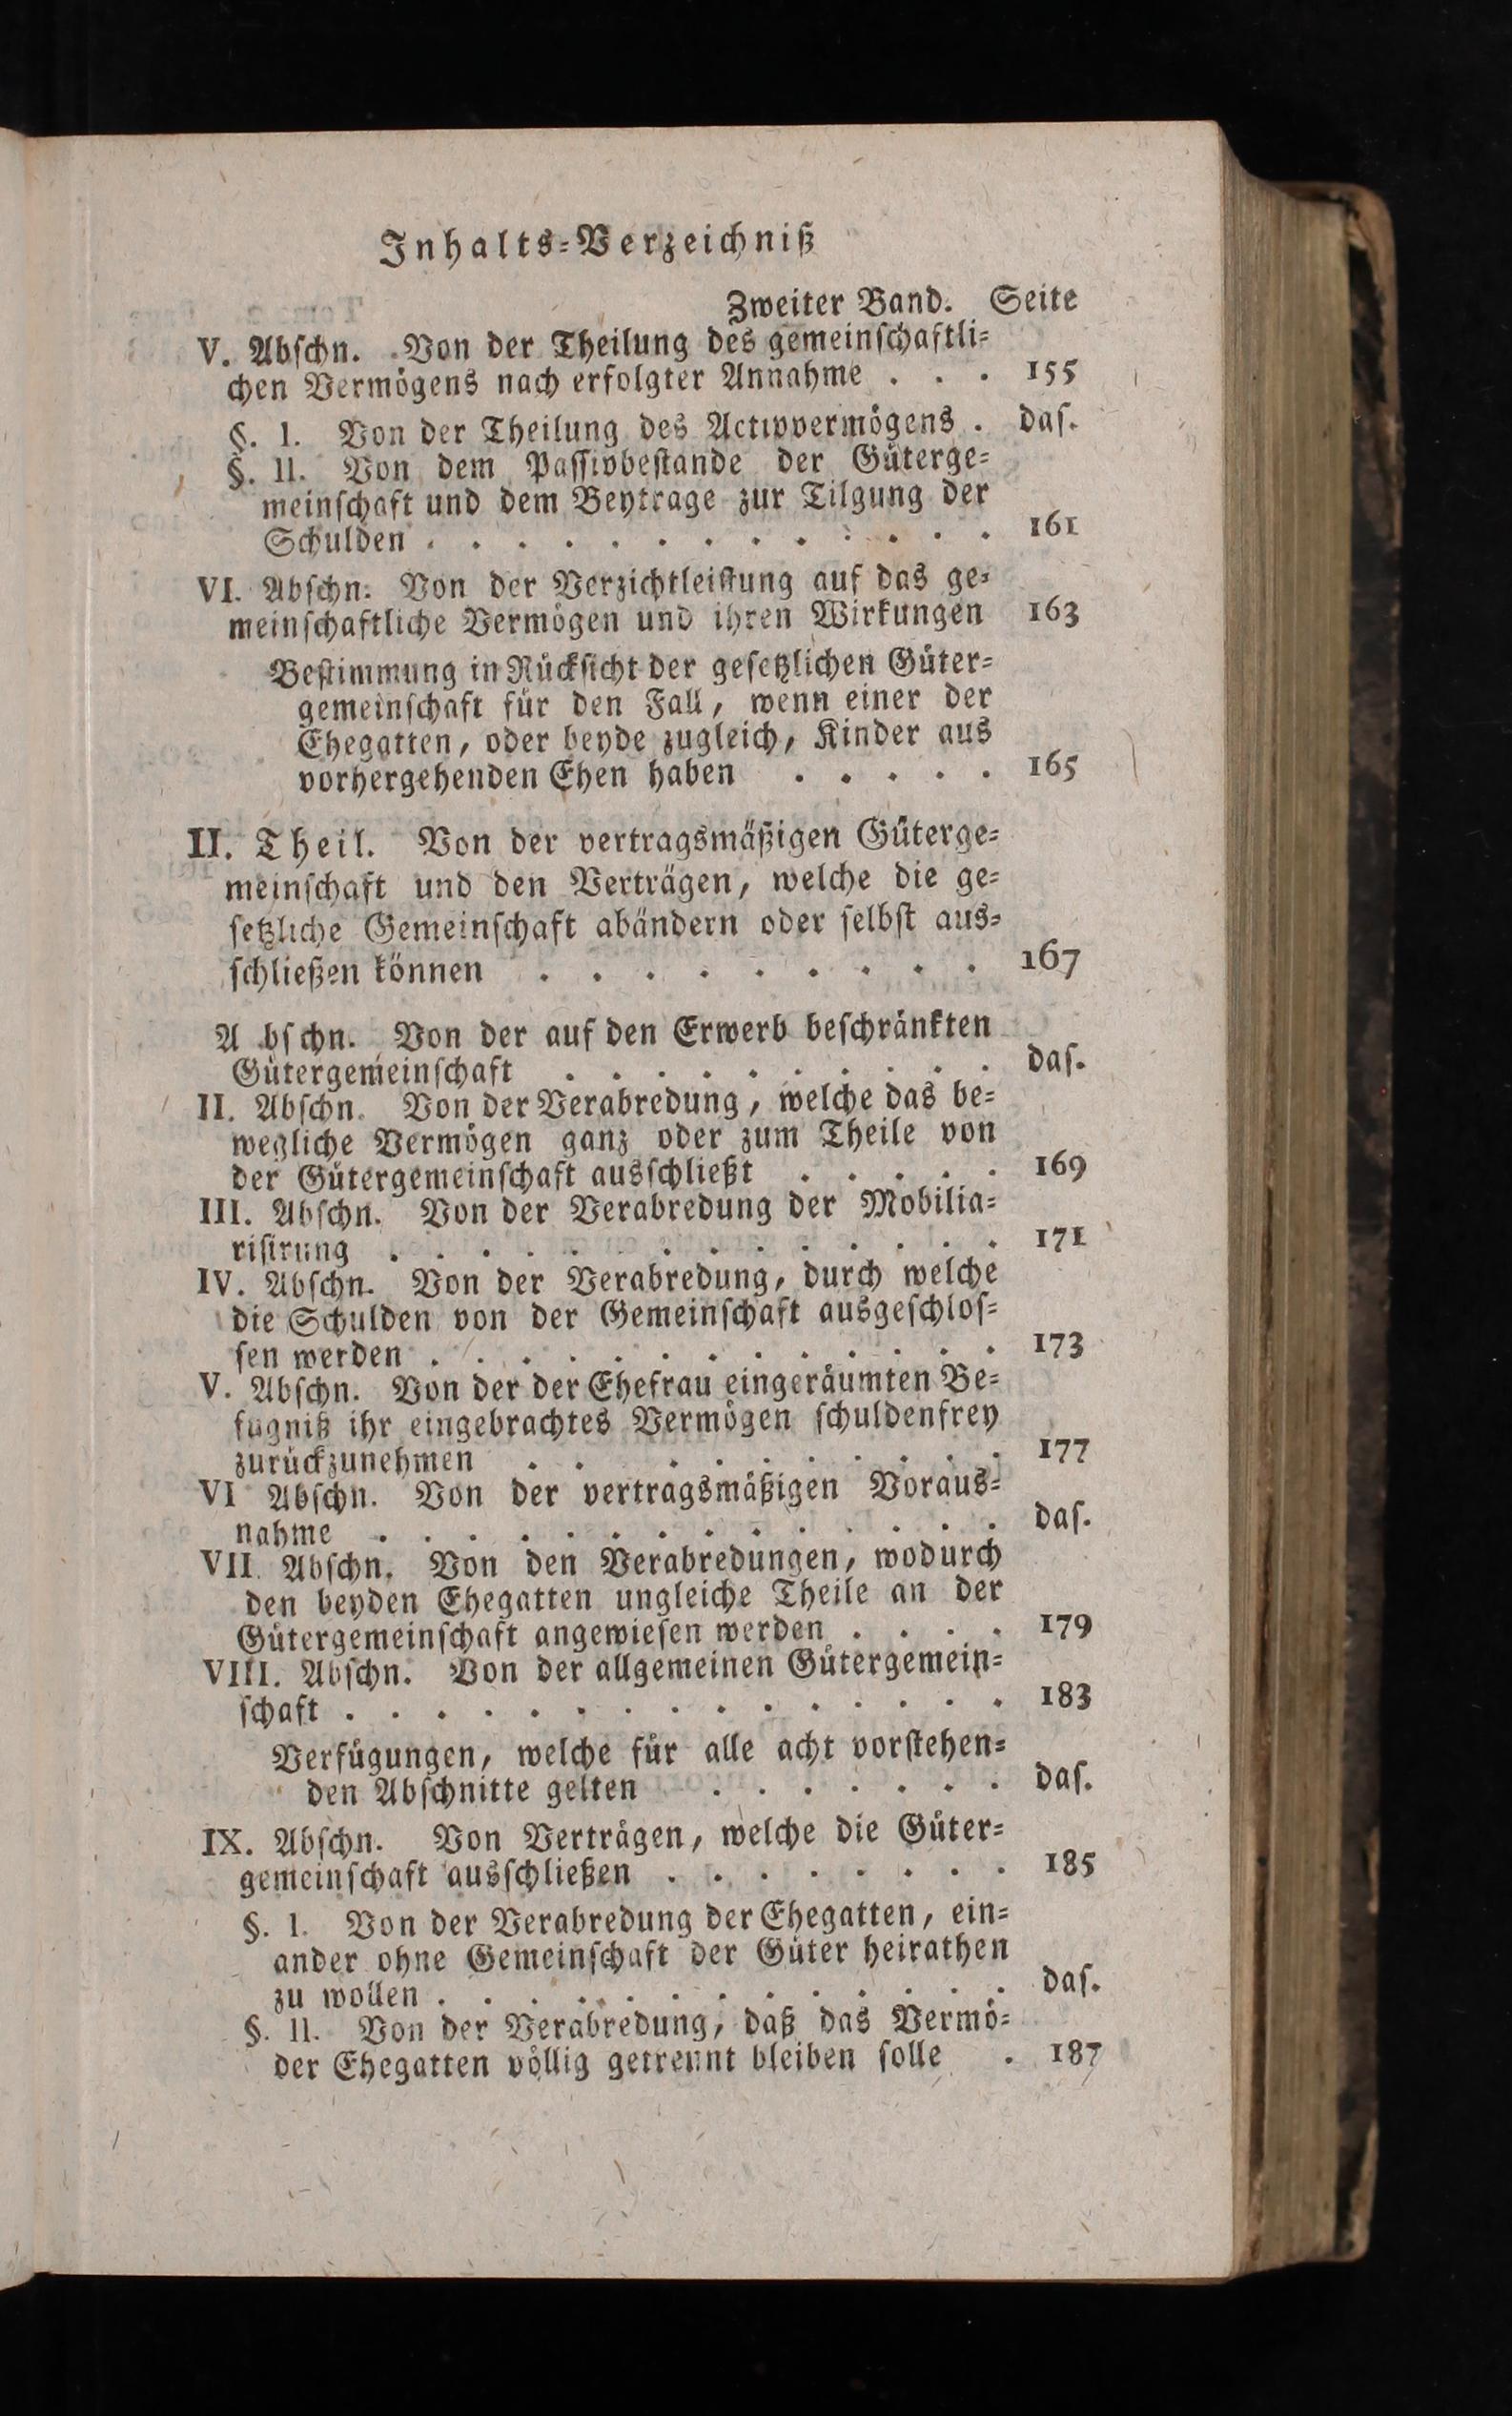 Inhalts-Verzeichniß
Zweiter Band. Seite
V. Abſchn. Von der Theilung des gemeinſchaftli-
chen Vermögens nach erfolgter Annahme . . . 155
§. I. Von der Theilung des Activvermögens . daſ.
§. II. Von dem Paſſivbeſtande der Güterge-
meinſchaft und dem Beytrage zur Tilgung der
Schulden . . . . . . . . . . . . . 161
VI. Abſchn. Von der Verzichtleiſtung auf das ge-
meinſchaftliche Vermögen und ihren Wirkungen 163
Beſtimmung in Rückſicht der geſetzlichen Güter-
gemeinſchaft für den Fall, wenn einer der
Ehegatten, oder beyde zugleich, Kinder aus
vorhergehenden Ehen haben . . . . . 165
II. Theil. Von der vertragsmäßigen Güterge-
meinſchaft und den Verträgen, welche die ge-
ſetzliche Gemeinſchaft abändern oder ſelbſt aus-
ſchließen können . . . . . . . . . 167
A bſchn. Von der auf den Erwerb beſchränkten
Gütergemeinſchaft . . . . . . . . . . daſ.
II. Abſchn. Von der Verabredung, welche das be-
wegliche Vermögen ganz oder zum Theile von
der Gütergemeinſchaft ausſchließt . . . . . 169
III. Abſchn. Von der Verabredung der Mobilia-
riſirung . . . . . . . . . . . . . 171
IV. Abſchn. Von der Verabredung, durch welche
die Schulden von der Gemeinſchaft ausgeſchloſ-
ſen werden . . . . . . . . . . . . . 173
V. Abſchn. Von der der Ehefrau eingeräumten Be-
fugniß ihr eingebrachtes Vermögen ſchuldenfrey
zurückzunehmen . . . . . . . . . . 177
VI Abſchn. Von der vertragsmäßigen Voraus-
nahme . . . . . . . . . . . . . . daſ.
VII. Abſchn. Von den Verabredungen, wodurch
den beyden Ehegatten ungleiche Theile an der
Gütergemeinſchaft angewieſen werden . . . . 179
VIII. Abſchn. Von der allgemeinen Gütergemein-
ſchaft . . . . . . . . . . . . . . . 183
Verfügungen, welche für alle acht vorſtehen-
den Abſchnitte gelten . . . . . . . daſ.
IX. Abſchn. Von Verträgen, welche die Güter-
gemeinſchaft ausſchließen . . . . . . . . 185
§. I. Von der Verabredung der Ehegatten, ein-
ander ohne Gemeinſchaft der Güter heirathen
zu wollen . . . . . . . . . . . . . daſ.
§. II. Von der Verabredung, daß das Vermö-
der Ehegatten völlig getrennt bleiben ſolle . 187